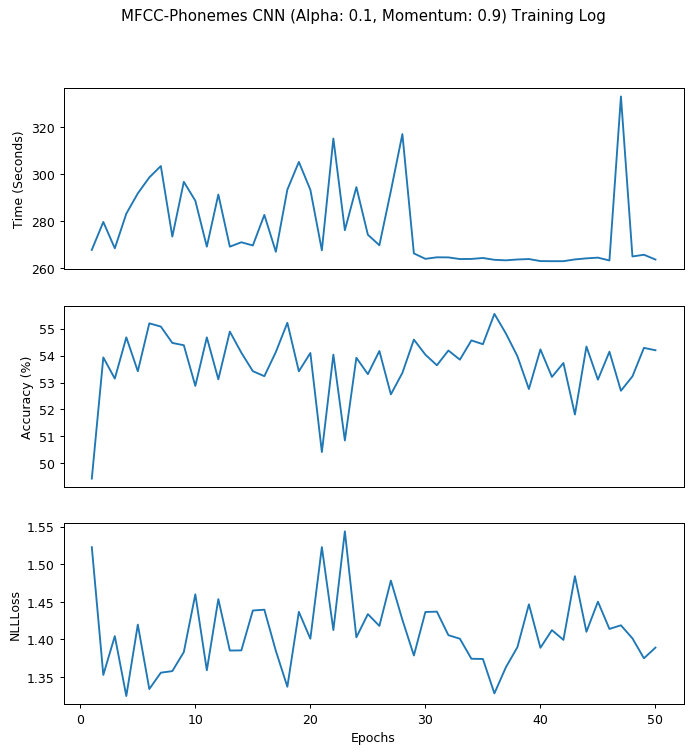 MFCC-Phonemes CNN (Alpha: 0.1, Momentum: 0.9) Training Log
Time (Seconds)
320
300
280
260
Accuracy (%)
55
54
53
52
51
50
NLLLoss
1.55
1.50
1.45
1.40
1.35
0 10 20 30 40 50
Epochs